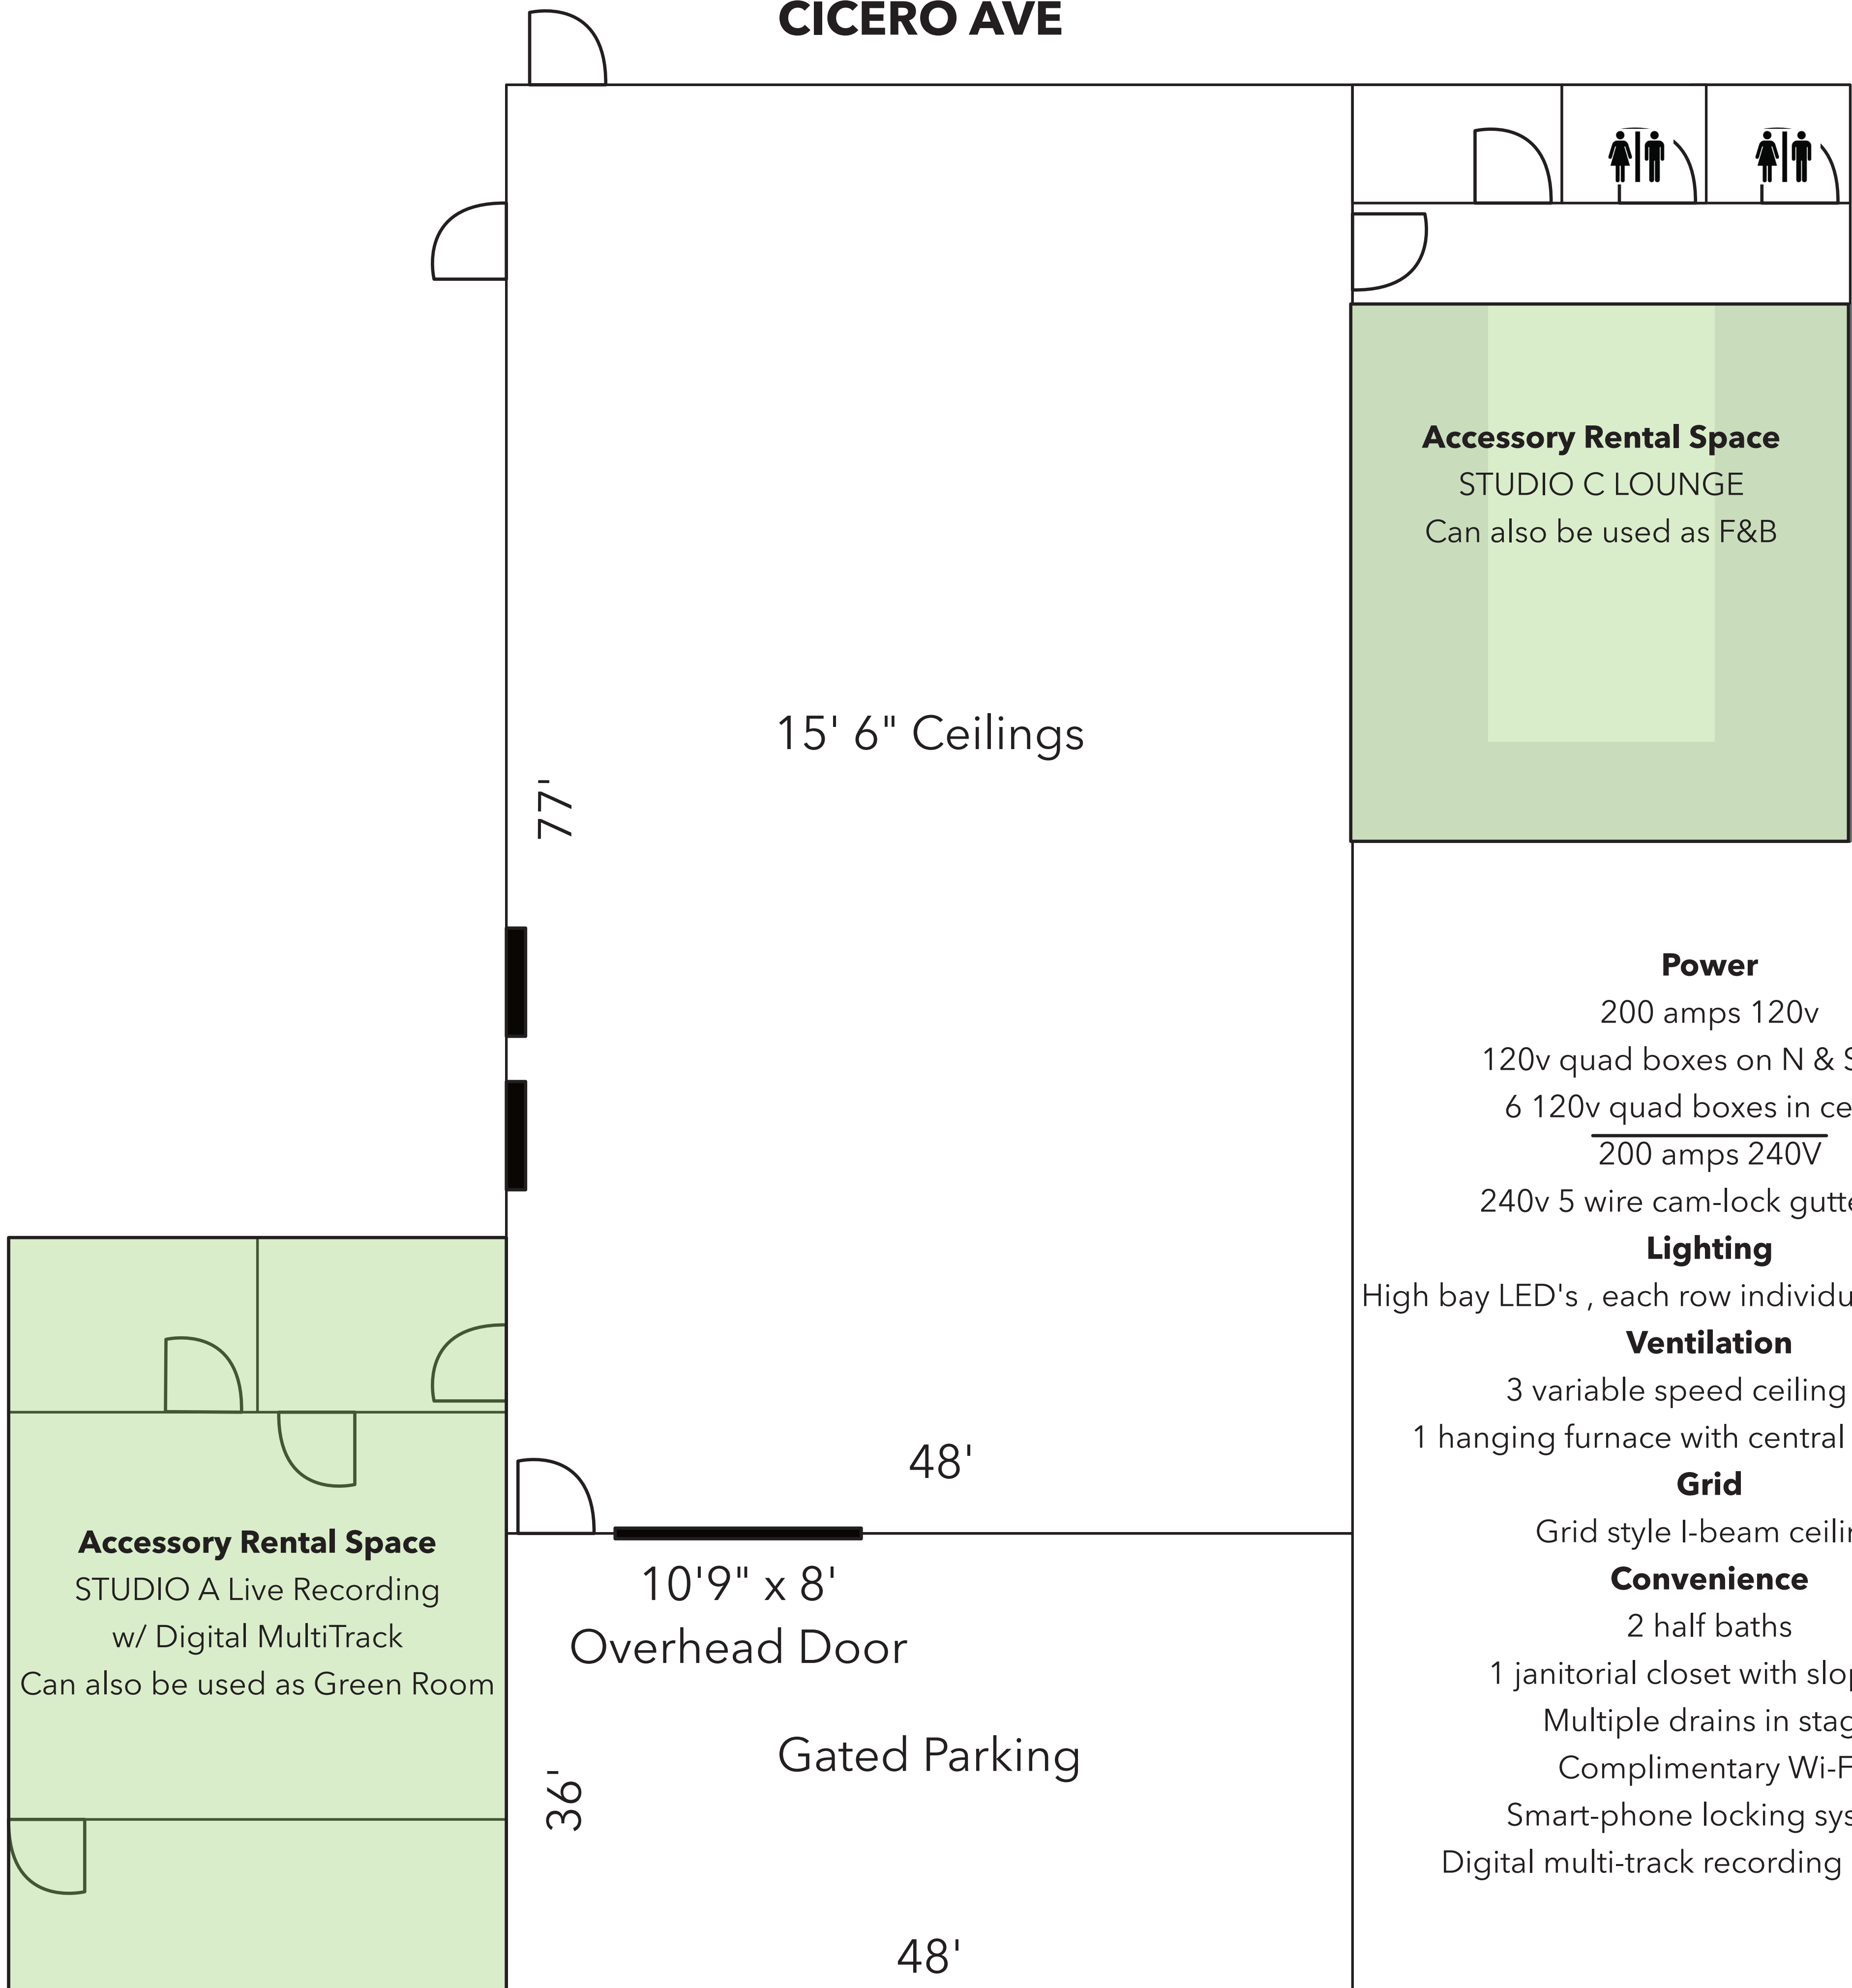 CICERO AVE
Accessory Rental Space
STUDIO C LOUNGE
Can also be used as F&B
15' 6" Ceilings
77'
Power
200 amps 120v
120v quad boxes on N & S
6 120v quad boxes in
200 amps 240V
240v 5 wire cam-lock
Lighting
High bay LED's , each row
Ventilation
3 variable speed ceiling
1 hanging furnace with central
Grid
Grid style I-beam
Convenience
2 half baths
1 janitorial closet with
Multiple drains in
Complimentary
Smart-phone locking
Digital multi-track recording
48'
10'9" x 8'
Overhead Door
Gated Parking
36'
48'
Accessory Rental Space
STUDIO A Live Recording
w/ Digital MultiTrack
Can also be used as Green Room